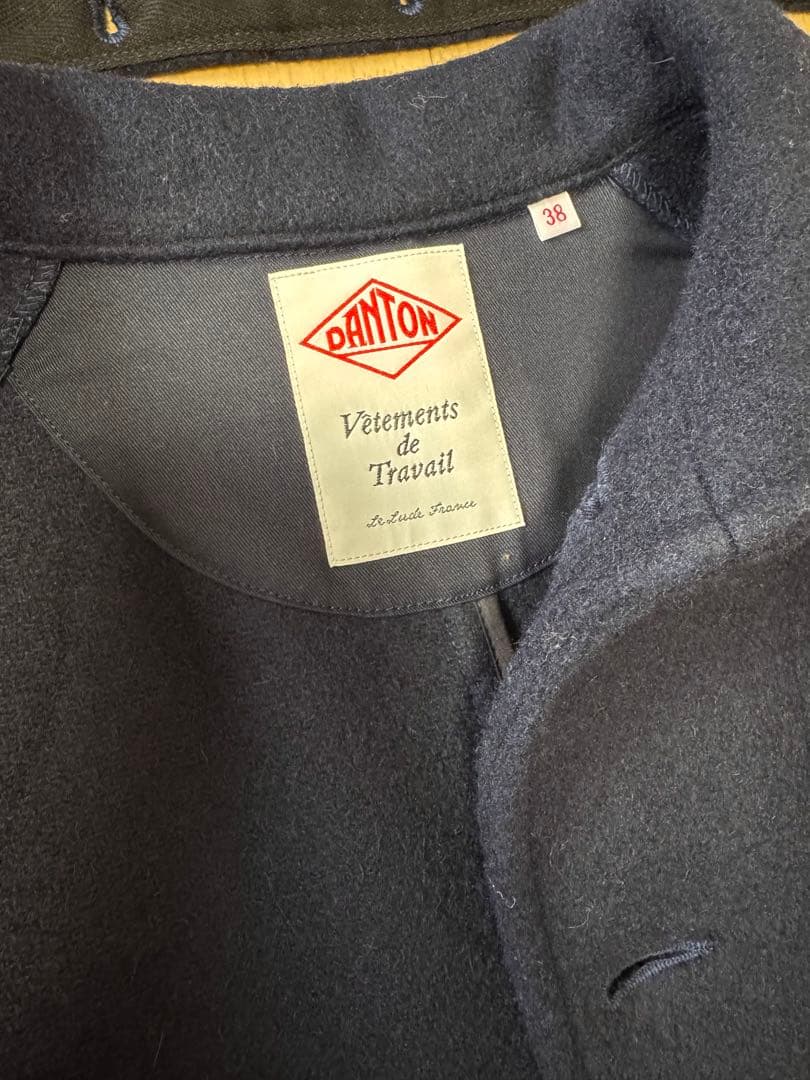 38
DANTON
Vêtements
de
Travail
Le Lude France